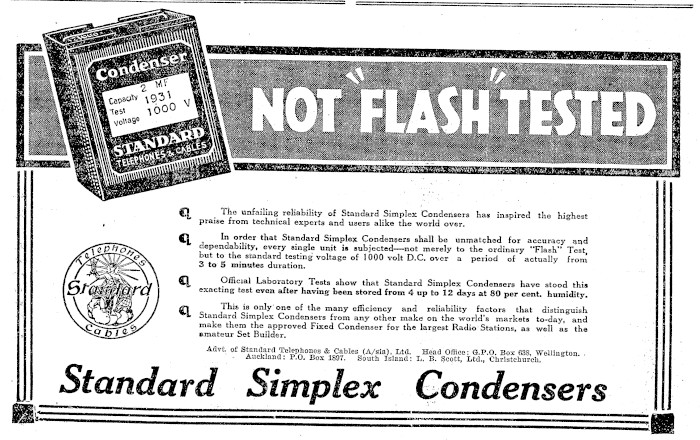 Condenser
Capacity 2 MF
Test 1931
Voltage 1000 V
STANDARD
TELEPHONES & CABLES
NOT "FLASH" TESTED
The unfailing reliability of Standard Simplex Condensers has inspired the highest
praise from technical experts and users alike the world over.
In order that Standard Simplex Condensers shall be unmatched for accuracy and
dependability, every single unit is subjected—not merely to the ordinary "Flash" Test,
but to the standard testing voltage of 1000 volt D.C. over a period of actually from
3 to 5 minutes duration.
Official Laboratory Tests show that Standard Simplex Condensers have stood this
exacting test even after having been stored from 4 up to 12 days at 80 per cent. humidity.
This is only one of the many efficiency and reliability factors that distinguish
Standard Simplex Condensers from any other make on the world's markets to-day, and
make them the approved Fixed Condenser for the largest Radio Stations, as well as the
amateur Set Builder.
Telephones
Standard
Cables
Advt. of Standard Telephones & Cables (A/sia), Ltd. Head Office: G.P.O. Box 638, Wellington.
Auckland: P.O. Box 1897. South Island: L. B. Scott, Ltd., Christchurch.
Standard Simplex Condensers